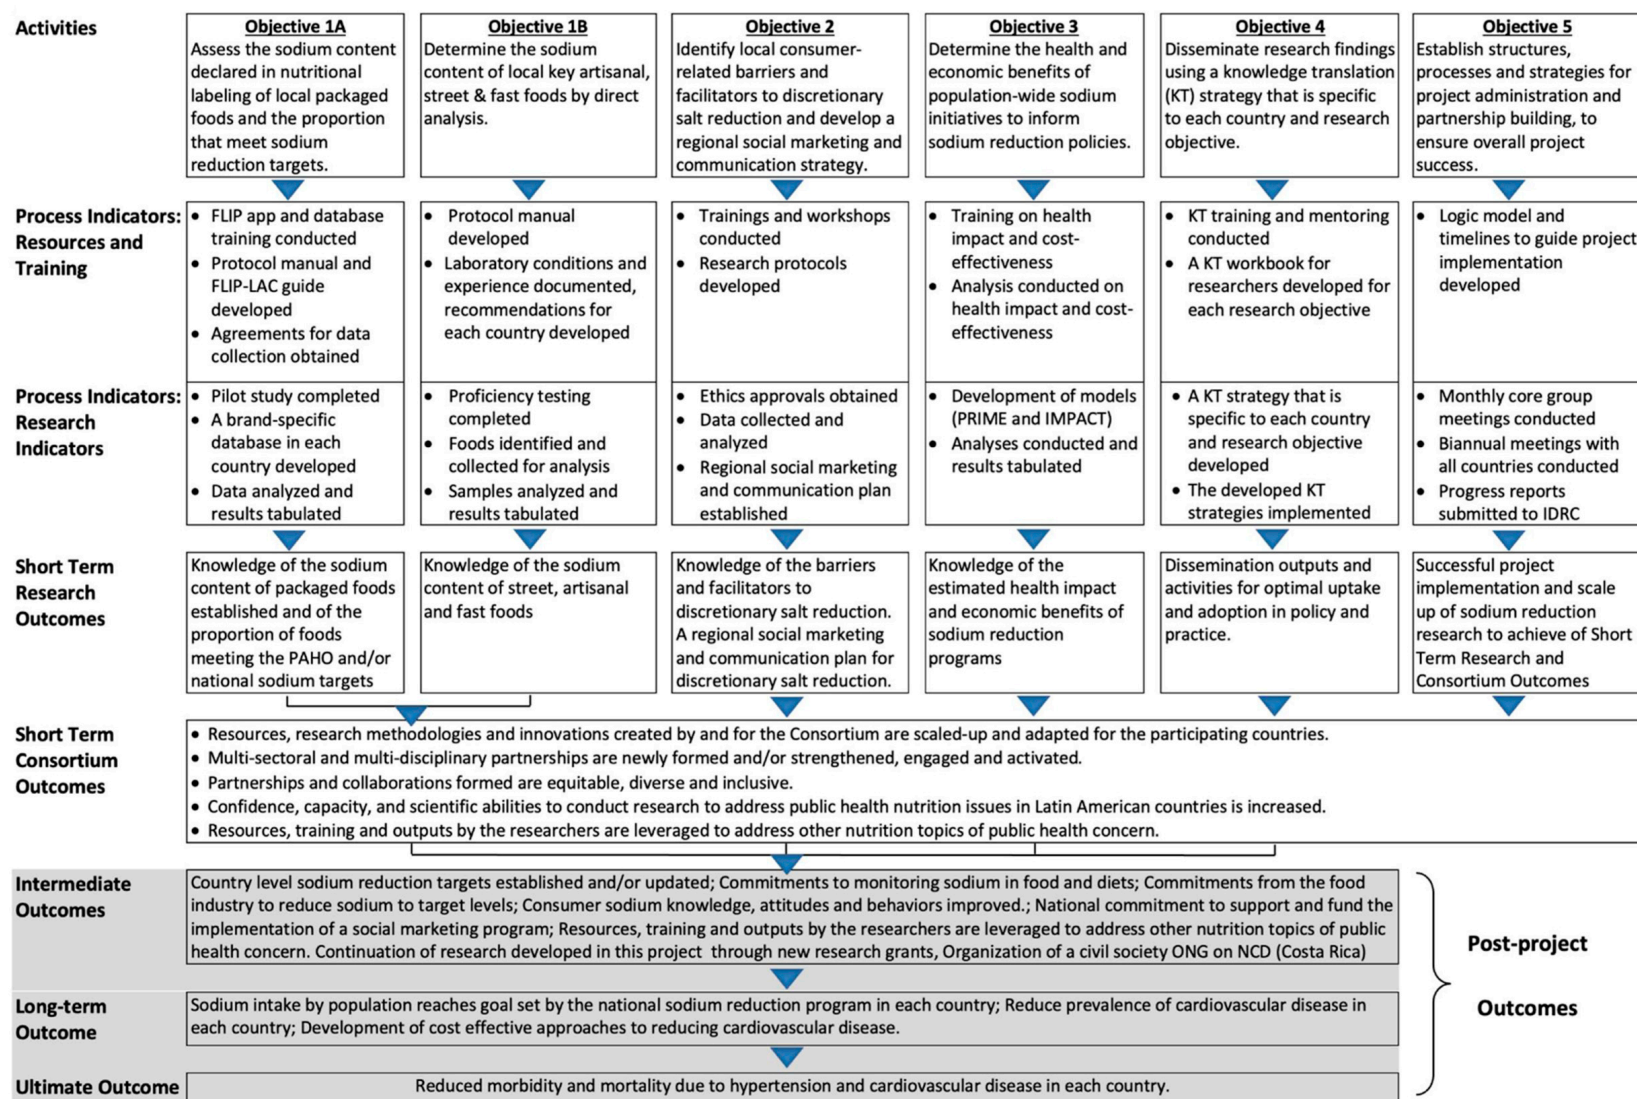 Activities
Objective 1A
Assess the sodium content
declared in nutritional
labeling of local packaged
foods and the proportion
that meet sodium
reduction targets.
Objective 1B
Determine the sodium
content of local key artisanal,
street & fast foods by direct
analysis.
Objective 2
Identify local consumer-
related barriers and
facilitators to discretionary
salt reduction and develop a
regional social marketing and
communication strategy.
Objective 3
Determine the health and
economic benefits of
population-wide sodium
initiatives to inform
sodium reduction policies.
Objective 4
Disseminate research findings
using a knowledge translation
(KT) strategy that is specific
to each country and research
objective.
Objective 5
Establish structures,
processes and strategies for
project administration and
partnership building, to
ensure overall project
success.
Process Indicators:
Resources and
Training
• FLIP app and database
training conducted
• Protocol manual and
FLIP-LAC guide
developed
• Agreements for data
collection obtained
• Protocol manual
developed
• Laboratory conditions and
experience documented,
recommendations for
each country developed
• Trainings and workshops
conducted
• Research protocols
developed
• Training on health
impact and cost-
effectiveness
• Analysis conducted on
health impact and cost-
effectiveness
• KT training and mentoring
conducted
• A KT workbook for
researchers developed for
each research objective
• Logic model and
timelines to guide project
implementation
developed
Process Indicators:
Research
Indicators
• Pilot study completed
• A brand-specific
database in each
country developed
• Data analyzed and
results tabulated
• Proficiency testing
completed
• Foods identified and
collected for analysis
• Samples analyzed and
results tabulated
• Ethics approvals obtained
• Data collected and
analyzed
• Regional social marketing
and communication plan
established
• Development of models
(PRIME and IMPACT)
• Analyses conducted and
results tabulated
• A KT strategy that is
specific to each country
and research objective
developed
• The developed KT
strategies implemented
• Monthly core group
meetings conducted
• Biannual meetings with
all countries conducted
• Progress reports
submitted to IDRC
Short Term
Research
Outcomes
Knowledge of the sodium
content of packaged foods
established and of the
proportion of foods
meeting the PAHO and/or
national sodium targets
Knowledge of the sodium
content of street, artisanal
and fast foods
Knowledge of the barriers
and facilitators to
discretionary salt reduction.
A regional social marketing
and communication plan for
discretionary salt reduction.
Knowledge of the
estimated health impact
and economic benefits of
sodium reduction
programs
Dissemination outputs and
activities for optimal uptake
and adoption in policy and
practice.
Successful project
implementation and scale
up of sodium reduction
research to achieve of Short
Term Research and
Consortium Outcomes
Short Term
Consortium
Outcomes
• Resources, research methodologies and innovations created by and for the Consortium are scaled-up and adapted for the participating countries.
• Multi-sectoral and multi-disciplinary partnerships are newly formed and/or strengthened, engaged and activated.
• Partnerships and collaborations formed are equitable, diverse and inclusive.
• Confidence, capacity, and scientific abilities to conduct research to address public health nutrition issues in Latin American countries is increased.
• Resources, training and outputs by the researchers are leveraged to address other nutrition topics of public health concern.
Intermediate
Outcomes
Country level sodium reduction targets established and/or updated; Commitments to monitoring sodium in food and diets; Commitments from the food
industry to reduce sodium to target levels; Consumer sodium knowledge, attitudes and behaviors improved.; National commitment to support and fund the
implementation of a social marketing program; Resources, training and outputs by the researchers are leveraged to address other nutrition topics of public
health concern. Continuation of research developed in this project through new research grants, Organization of a civil society ONG on NCD (Costa Rica)
Long-term
Outcome
Sodium intake by population reaches goal set by the national sodium reduction program in each country; Reduce prevalence of cardiovascular disease in
each country; Development of cost effective approaches to reducing cardiovascular disease.
Ultimate Outcome
Reduced morbidity and mortality due to hypertension and cardiovascular disease in each country.
Post-project
Outcomes